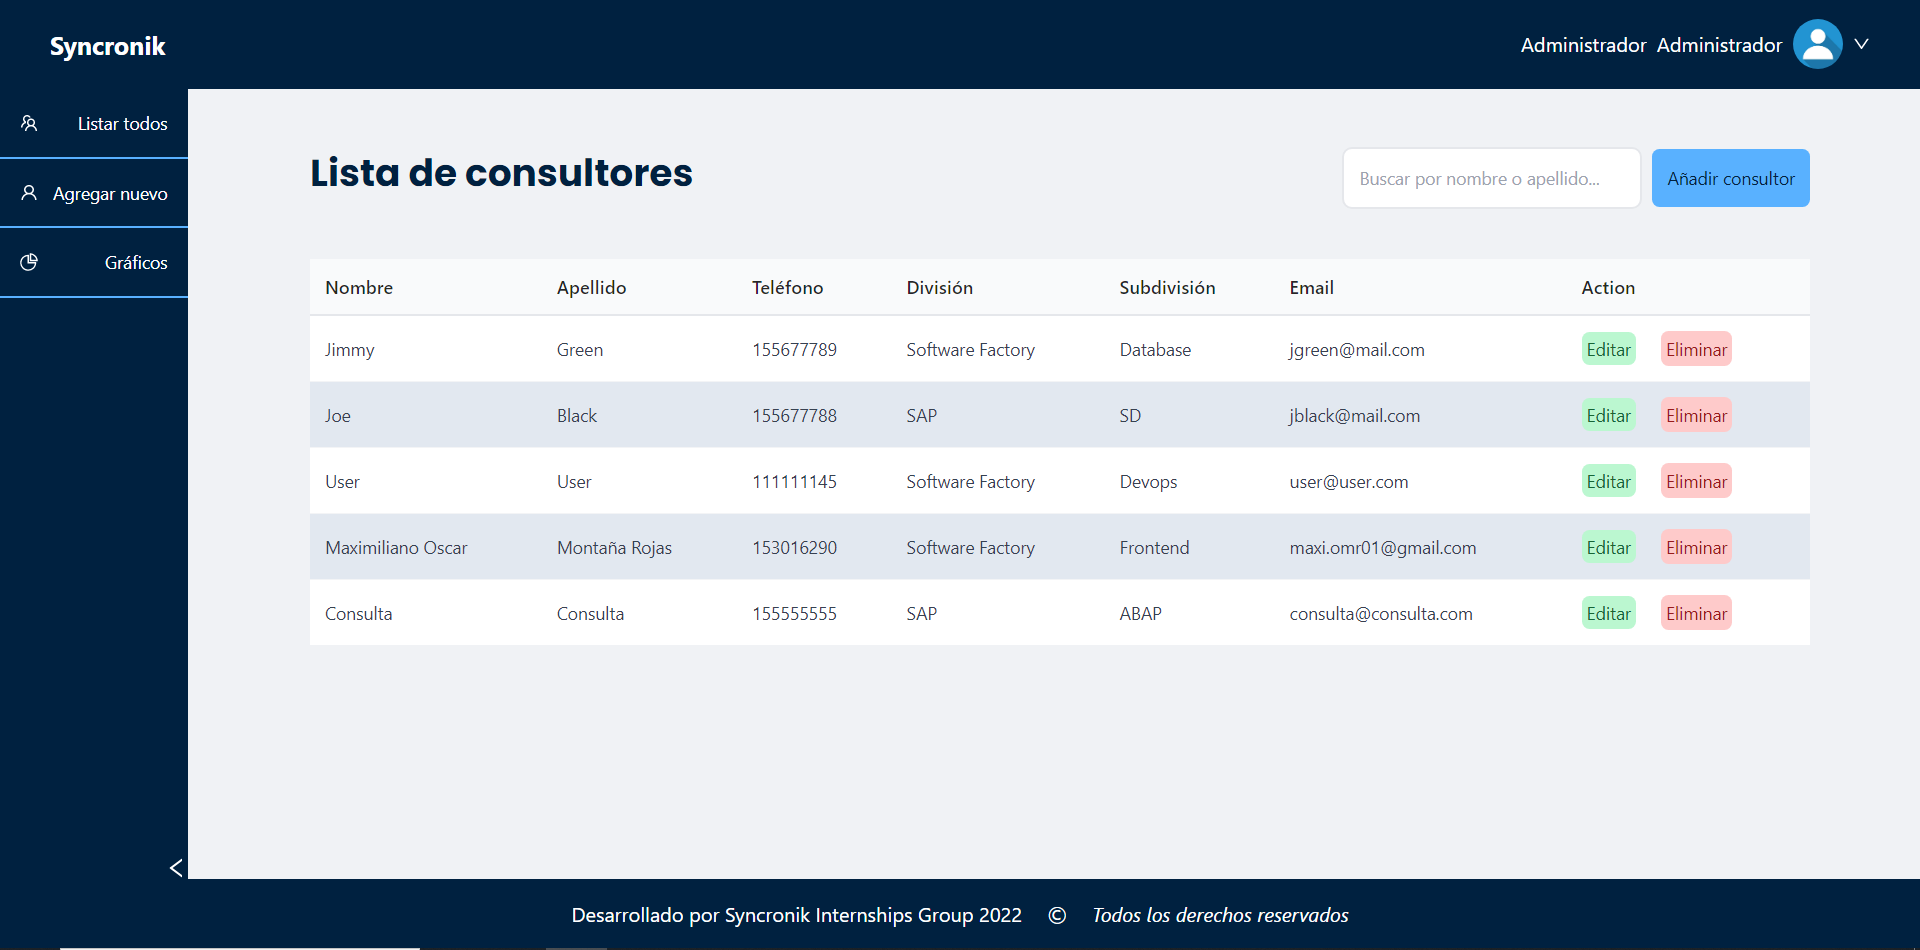 Syncronik
Administrador Administrador
Listar todos
Agregar nuevo
Gráficos
Lista de consultores
Buscar por nombre o apellido...
Añadir consultor
Nombre Apellido Teléfono División Subdivisión Email Action
Jimmy Green 155677789 Software Factory Database jgreen@mail.com Editar Eliminar
Joe Black 155677788 SAP SD jblack@mail.com Editar Eliminar
User User 111111145 Software Factory Devops user@user.com Editar Eliminar
Maximiliano Oscar Montaña Rojas 153016290 Software Factory Frontend maxi.omr01@gmail.com Editar Eliminar
Consulta Consulta 155555555 SAP ABAP consulta@consulta.com Editar Eliminar
Desarrollado por Syncronik Internships Group 2022 © Todos los derechos reservados